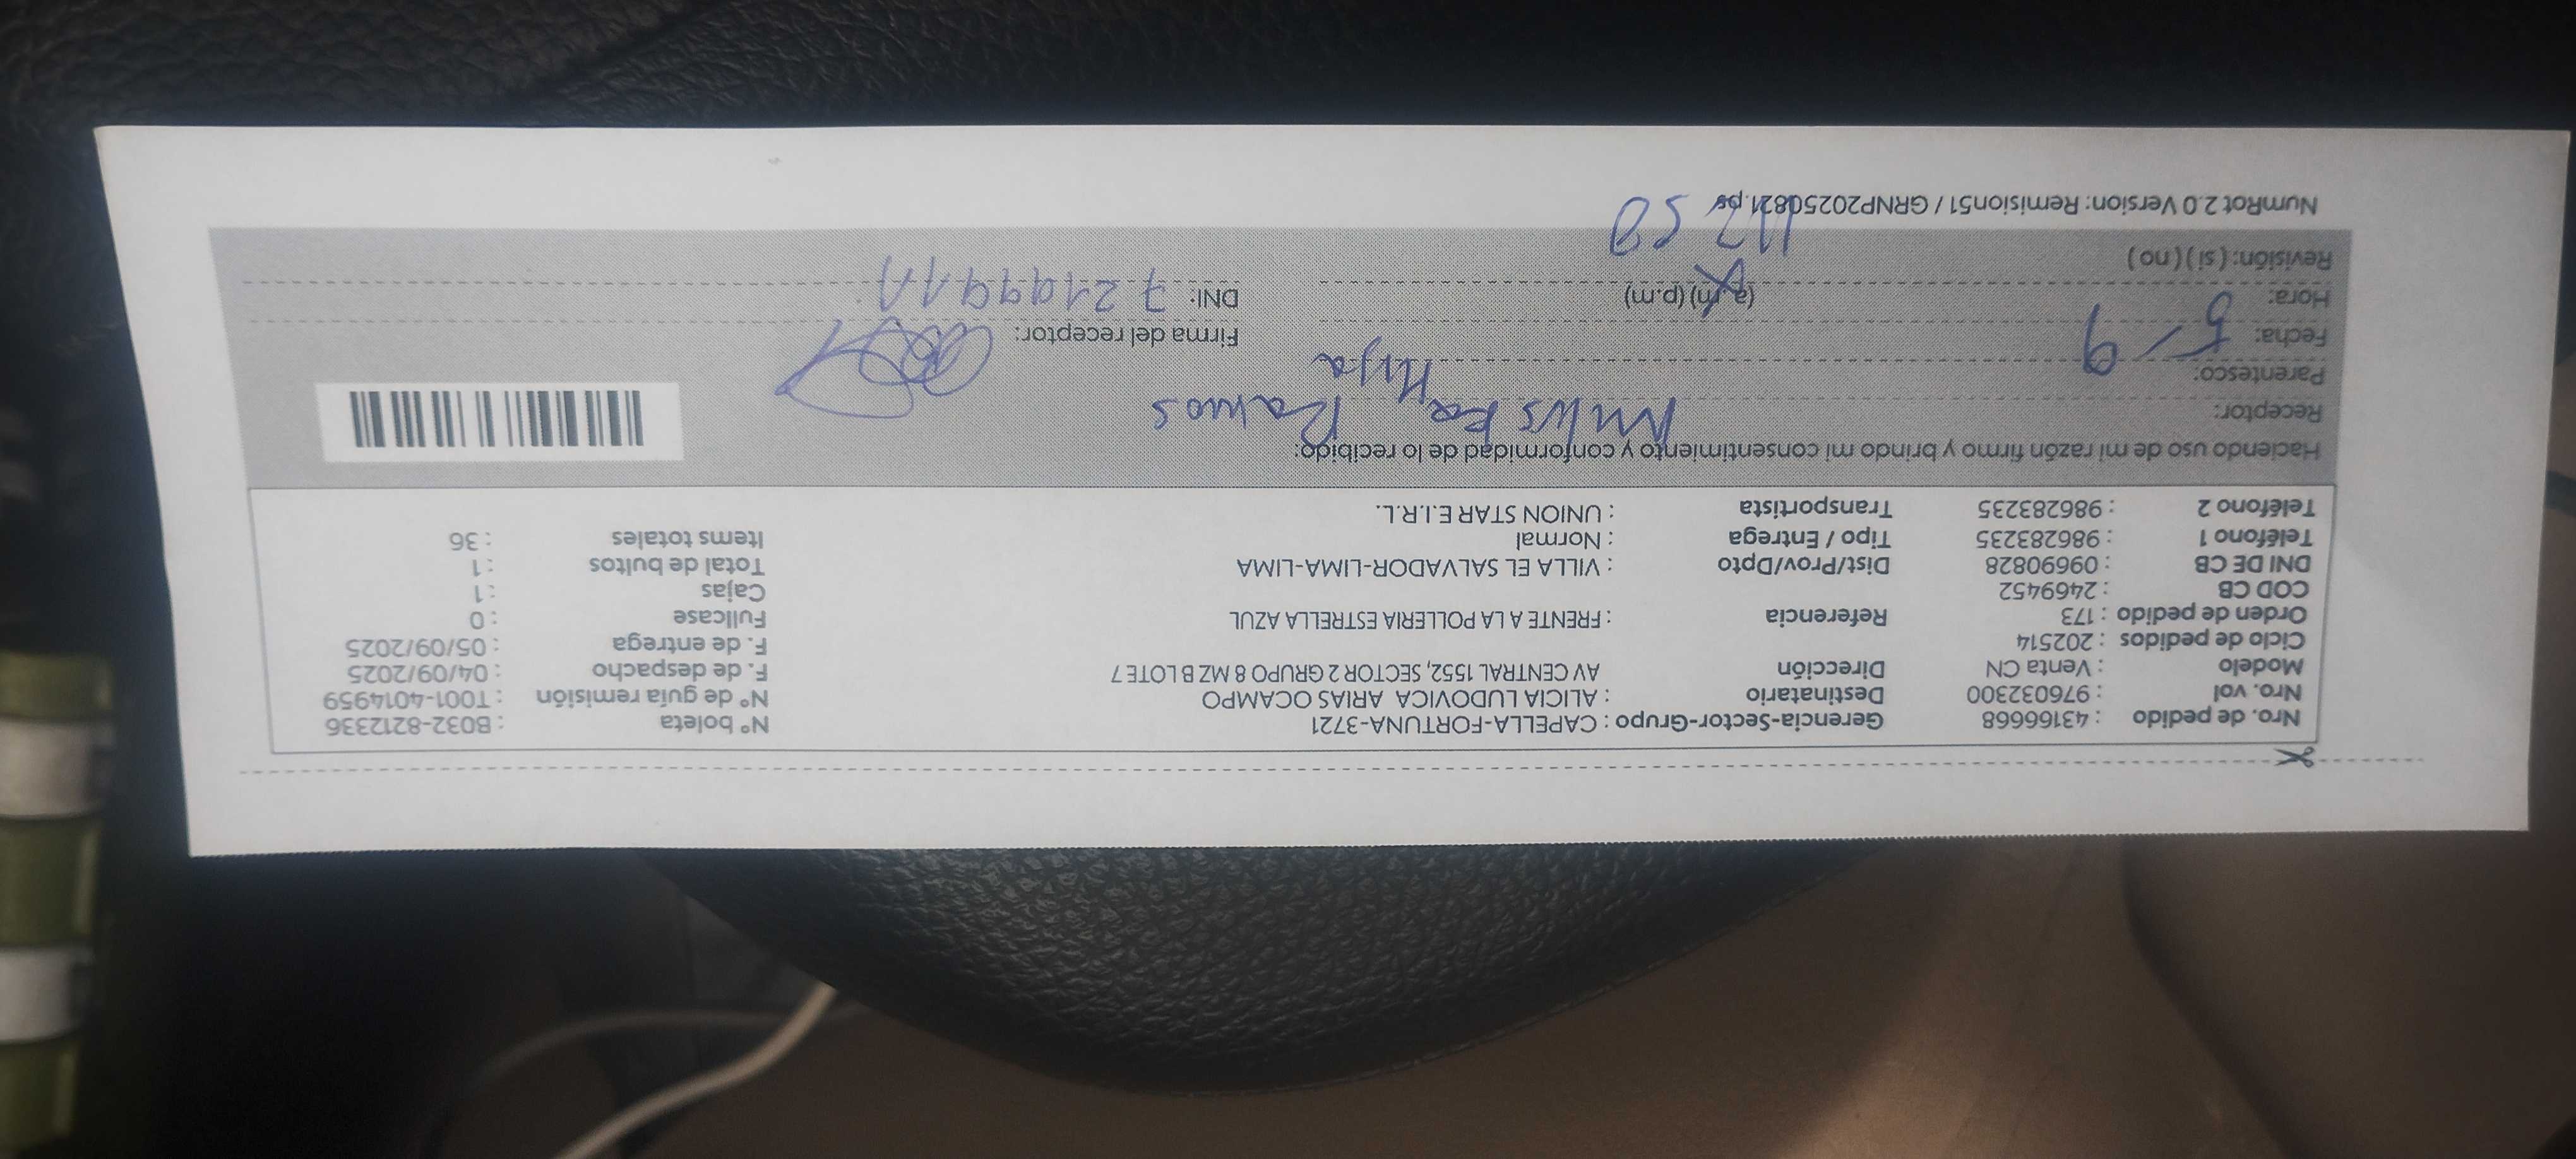 Nro. de pedido : 43166668 Gerencia-Sector-Grupo : CAPELLA-FORTUNA-3721 N° boleta : B032-8212336
Nro. vol : 976032300 Destinatario : ALICIA LUDOVICA ARIAS OCAMPO N° de guía remisión : T001-4014959
Modelo : Venta CN Dirección AV CENTRAL 1552, SECTOR 2 GRUPO 8 MZ B LOTE 7 F. de despacho : 04/09/2025
Ciclo de pedidos : 202514 F. de entrega : 05/09/2025
Orden de pedido : 173 Referencia : FRENTE A LA POLLERIA ESTRELLA AZUL Fullcase : 0
COD CB : 2469452 Cajas : 1
DNI DE CB : 09690828 Dist/Prov/Dpto : VILLA EL SALVADOR-LIMA-LIMA Total de bultos : 1
Teléfono 1 : 986283235 Tipo / Entrega : Normal Items totales : 36
Teléfono 2 : 986283235 Transportista : UNION STAR E.I.R.L.
Haciendo uso de mi razón firmo y brindo mi consentimiento y conformidad de lo recibido:
Receptor: Ramos
Parentesco: Hija
Fecha: 5-9 Firma del receptor:
Hora: (a.m) (p.m) DNI:
Revisión: ( si ) ( no )
NumRot 2.0 Version: Remision51 / GRNP20250821.ps